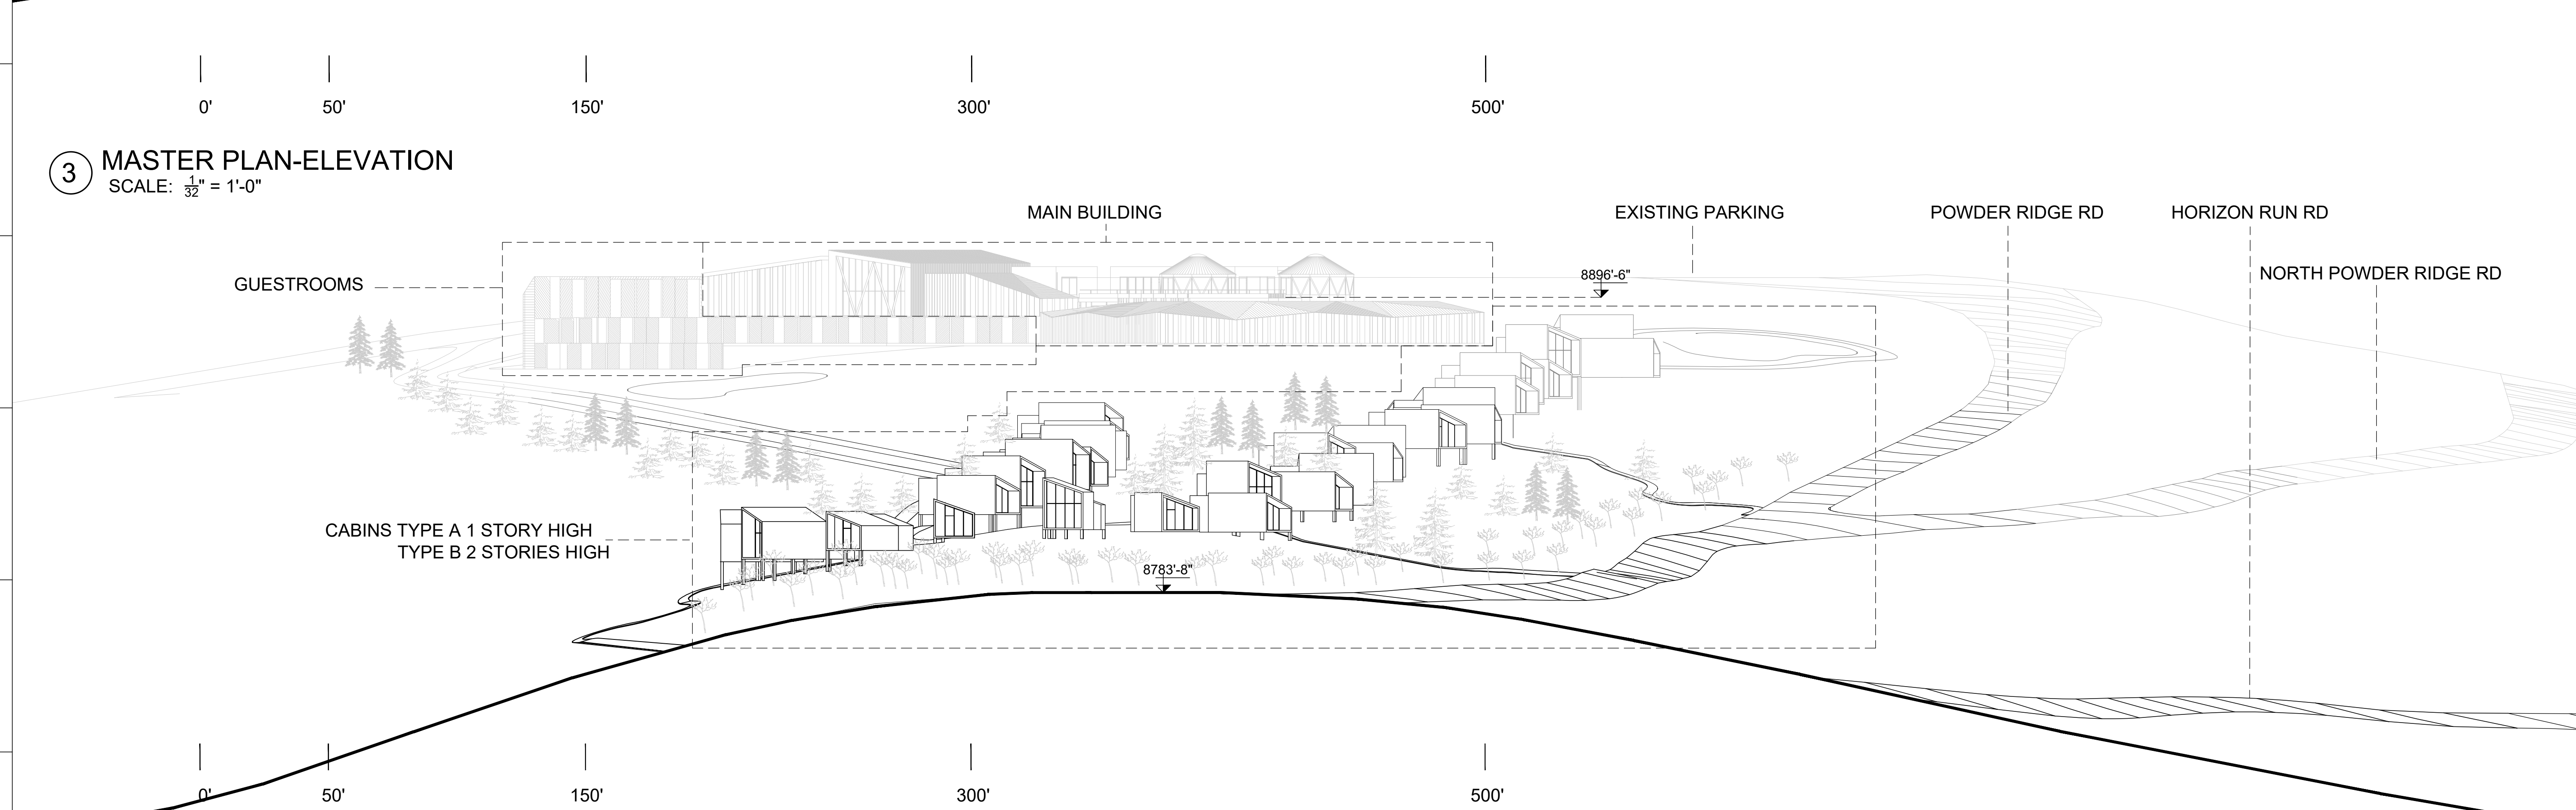 0' 50' 150' 300' 500'
3 MASTER PLAN-ELEVATION
SCALE: 1/32" = 1'-0"
MAIN BUILDING
EXISTING PARKING
POWDER RIDGE RD
HORIZON RUN RD
NORTH POWDER RIDGE RD
GUESTROOMS
8896'-6"
CABINS TYPE A 1 STORY HIGH
TYPE B 2 STORIES HIGH
8783'-8"
0' 50' 150' 300' 500'